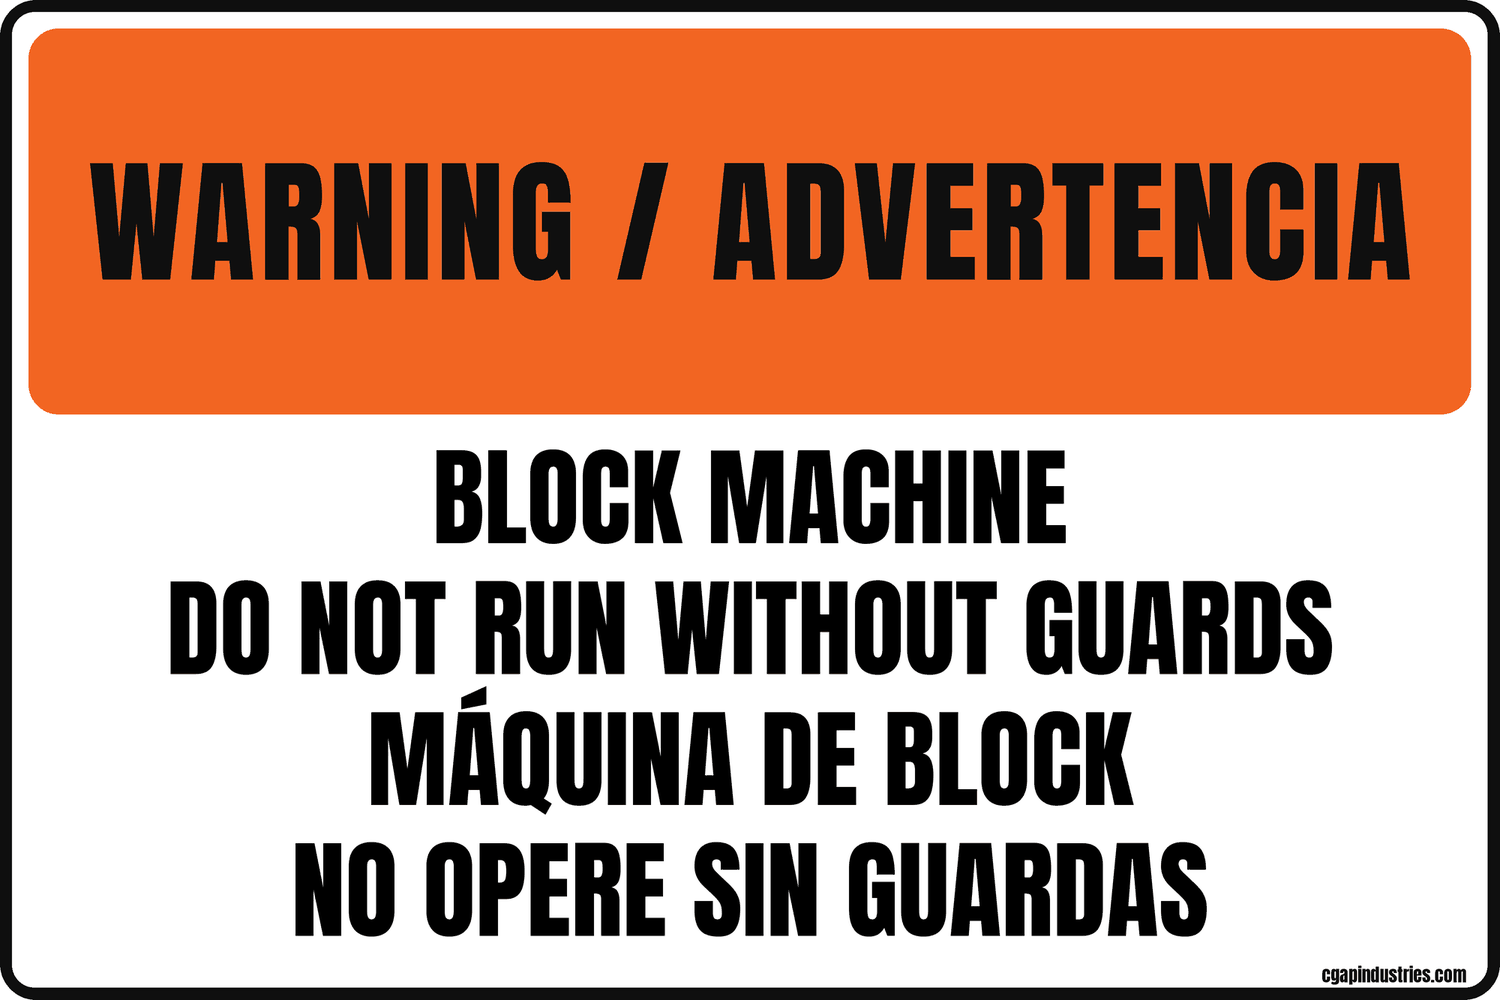 WARNING / ADVERTENCIA
BLOCK MACHINE
DO NOT RUN WITHOUT GUARDS
MÁQUINA DE BLOCK
NO OPERE SIN GUARDAS
cgapindustries.com